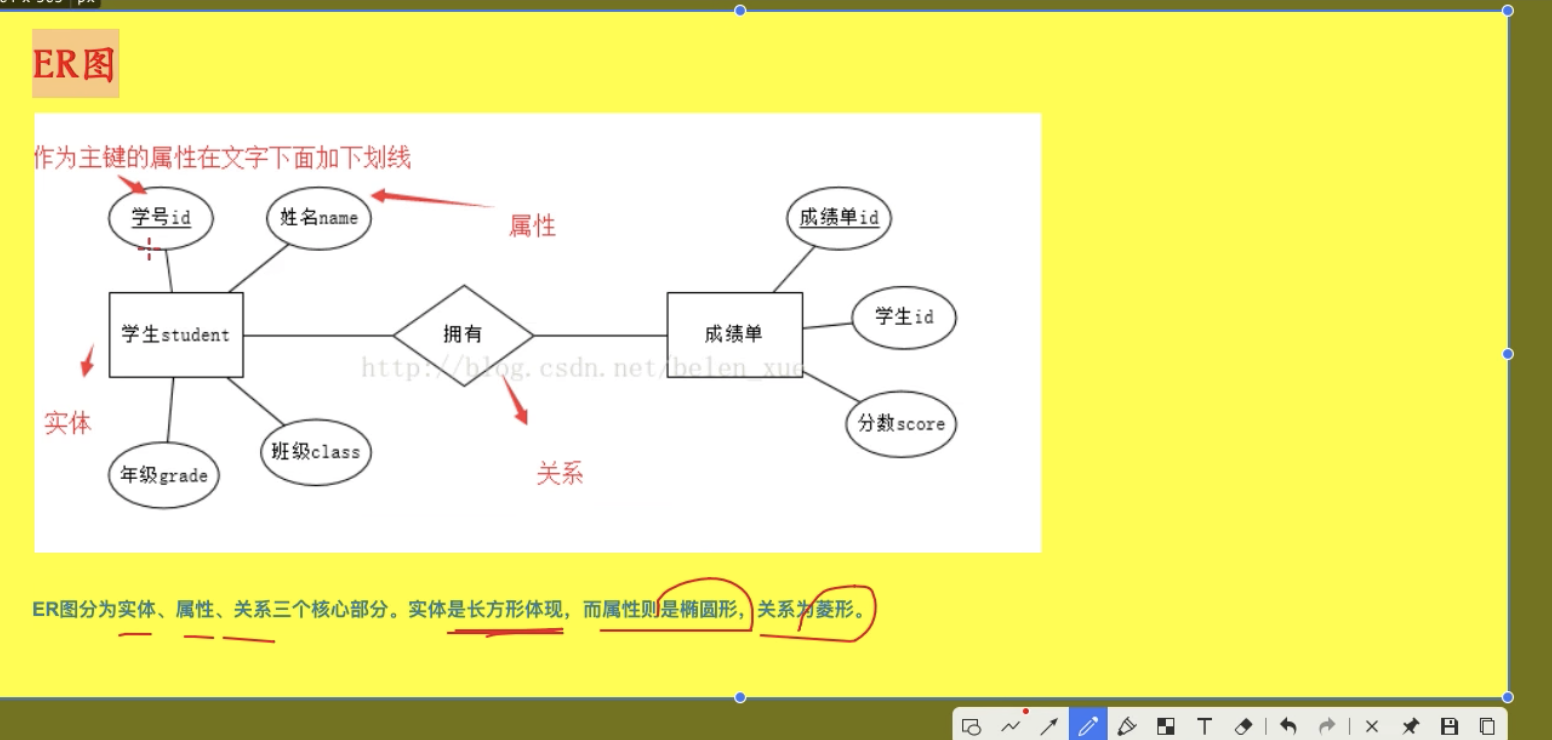 ER图
作为主键的属性在文字下面加下划线
学号id
姓名name
属性
成绩单id
学生student
拥有
成绩单
学生id
http://blog.csdn.net/belen_xue
实体
年级grade
班级class
分数score
关系
ER图分为实体、属性、关系三个核心部分。实体是长方形体现，而属性则是椭圆形，关系为菱形。
T